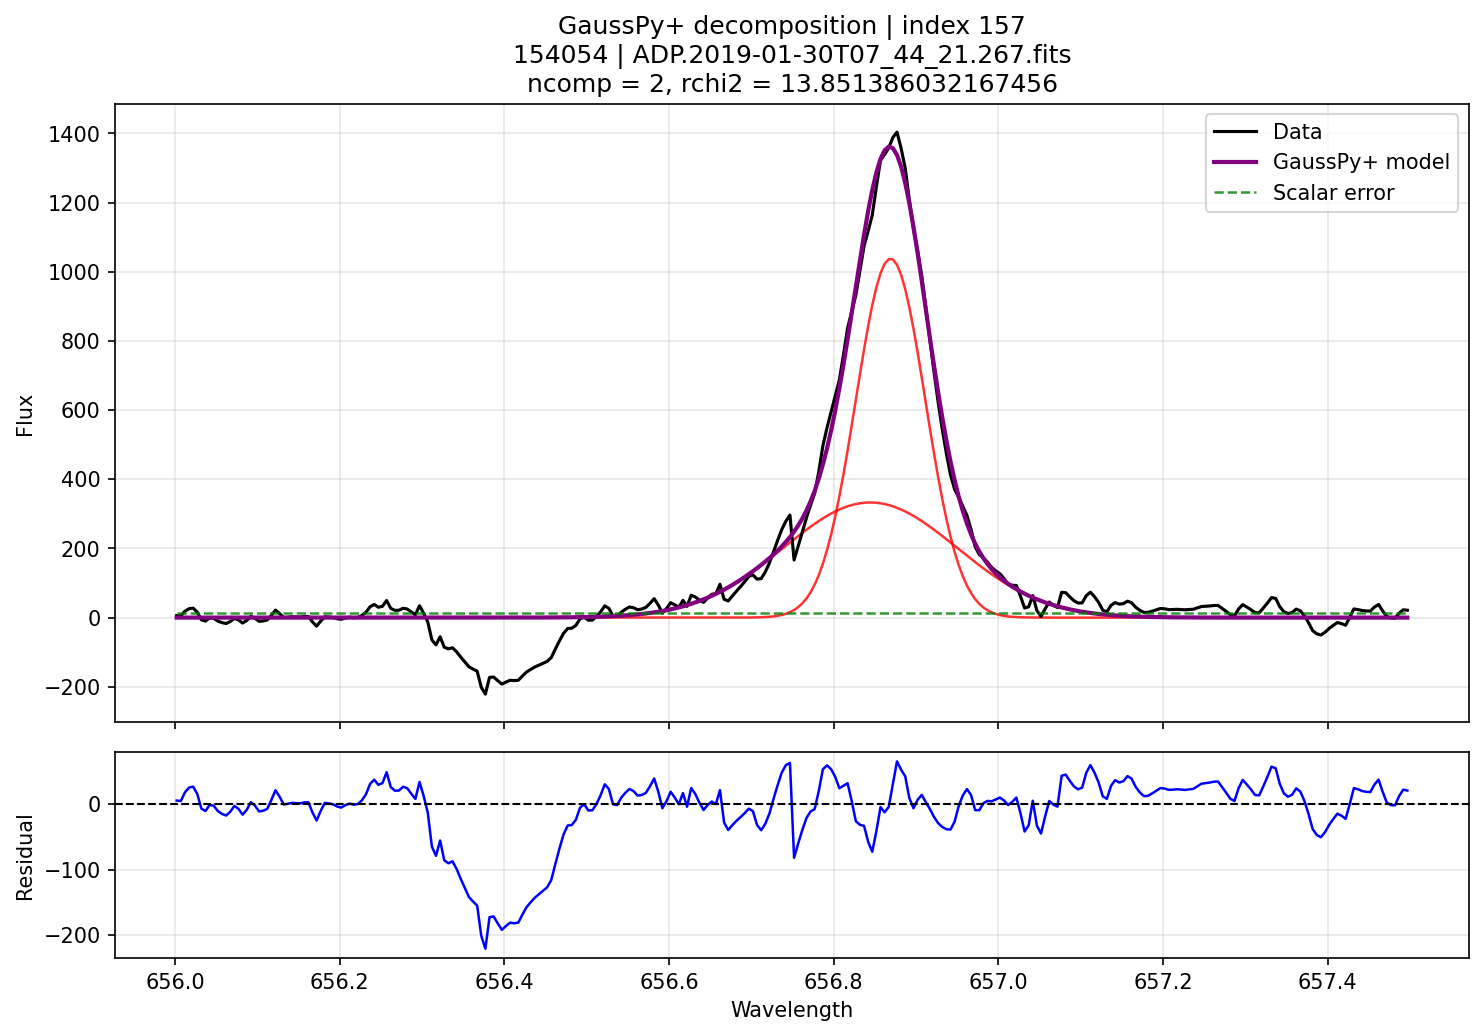 GaussPy+ decomposition | index 157
154054 | ADP.2019-01-30T07_44_21.267.fits
ncomp = 2, rchi2 = 13.851386032167456
Data
GaussPy+ model
Scalar error
1400
1200
1000
800
600
400
200
0
−200
Flux
0
−100
−200
Residual
656.0 656.2 656.4 656.6 656.8 657.0 657.2 657.4
Wavelength